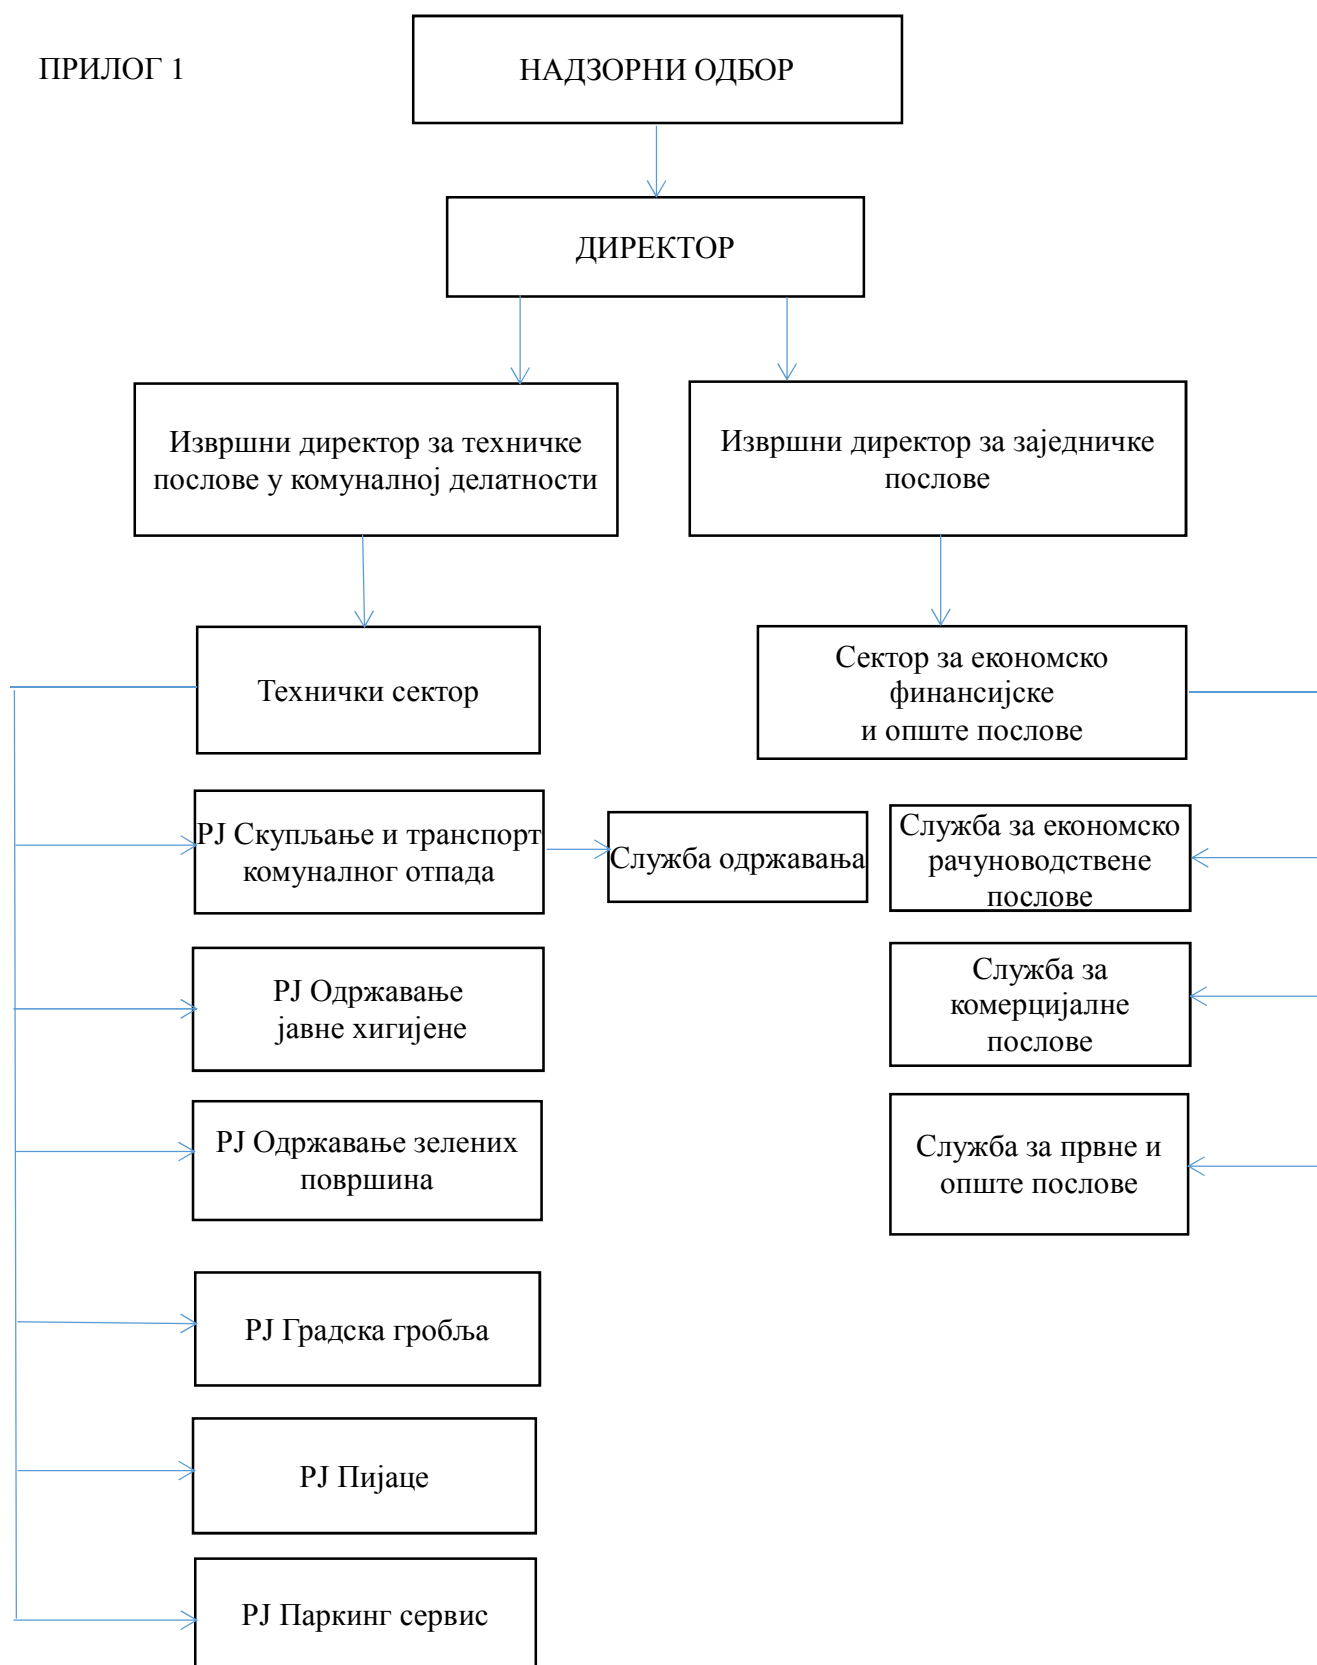 ПРИЛОГ 1
НАДЗОРНИ ОДБОР
ДИРЕКТОР
Извршни директор за техничке
послове у комуналној делатности
Извршни директор за заједничке
послове
Технички сектор
Сектор за економско
финансијске
и опште послове
РЈ Скупљање и транспорт
комуналног отпада
Служба одржавања
Служба за економско
рачуноводствене
послове
РЈ Одржавање
јавне хигијене
Служба за
комерцијалне
послове
РЈ Одржавање зелених
површина
Служба за првне и
опште послове
РЈ Градска гробља
РЈ Пијаце
РЈ Паркинг сервис